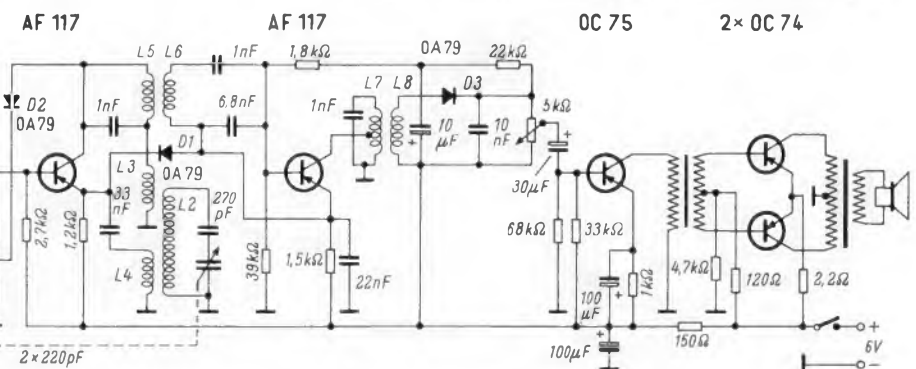 AF 117
AF 117
OC 75
2× OC 74
L5 L6
1nF
1,8kΩ
OA79
22kΩ
D2
OA79
1nF
6,8nF
L7
L8
D3
1nF
5kΩ
D1
10 µF
10 nF
L3
OA79
30µF
33 nF
L2
270 pF
2,7kΩ
1,2kΩ
68kΩ
33kΩ
L4
39kΩ
1,5kΩ
22nF
4,7kΩ
120Ω
2,2Ω
100 µF
+
1kΩ
+
2×220pF
100µF
150Ω
+
6V
−